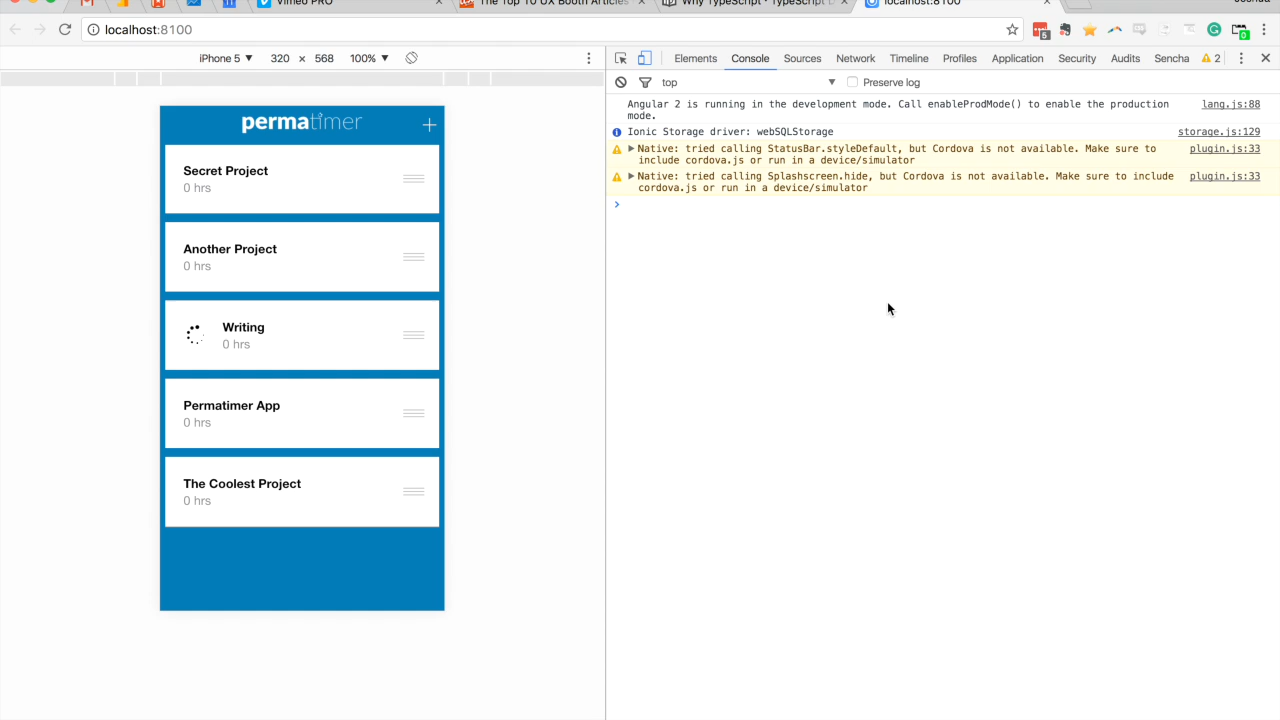 Vimeo PRO
The Top 10 UX Booth Articles
Why TypeScript · TypeScript D
localhost:8100
localhost:8100
5
0
iPhone 5 ▼ 320 × 568 100% ▼
Elements Console Sources Network Timeline Profiles Application Security Audits Sencha 2
top ▼ Preserve log
permatimer
Secret Project
0 hrs
Another Project
0 hrs
Writing
0 hrs
Permatimer App
0 hrs
The Coolest Project
0 hrs
Angular 2 is running in the development mode. Call enableProdMode() to enable the production lang.js:88
mode.
Ionic Storage driver: webSQLStorage storage.js:129
Native: tried calling StatusBar.styleDefault, but Cordova is not available. Make sure to plugin.js:33
include cordova.js or run in a device/simulator
Native: tried calling Splashscreen.hide, but Cordova is not available. Make sure to include plugin.js:33
cordova.js or run in a device/simulator